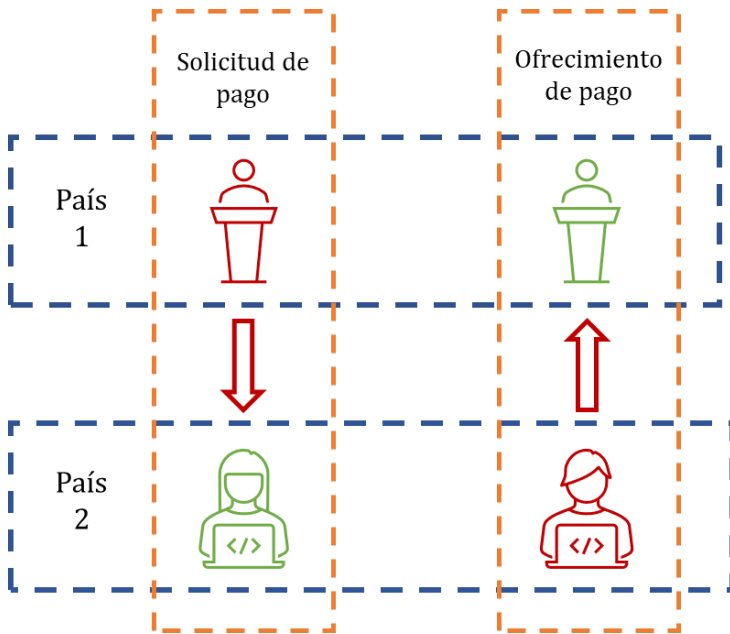 Solicitud de
pago
Ofrecimiento
de pago
País
1
País
2
</>
</>